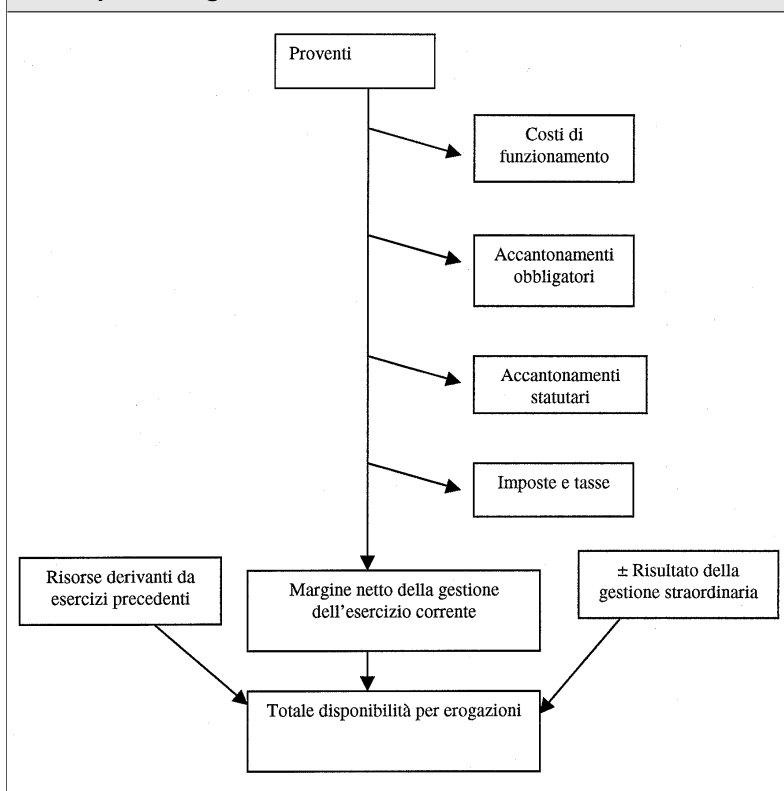 Proventi
Costi di
funzionamento
Accantonamenti
obbligatori
Accantonamenti
statutari
Imposte e tasse
Risorse derivanti da
esercizi precedenti
Margine netto della gestione
dell’esercizio corrente
± Risultato della
gestione straordinaria
Totale disponibilità per erogazioni